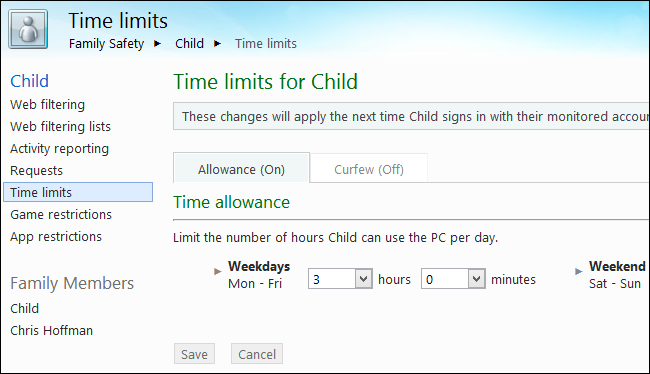 Time limits
Family Safety ▸ Child ▸ Time limits
Child
Web filtering
Web filtering lists
Activity reporting
Requests
Time limits
Game restrictions
App restrictions
Family Members
Child
Chris Hoffman
Time limits for Child
These changes will apply the next time Child signs in with their monitored accou
Allowance (On) Curfew (Off)
Time allowance
Limit the number of hours Child can use the PC per day.
Weekdays
Mon - Fri
3 hours 0 minutes
Weekend
Sat - Sun
Save Cancel